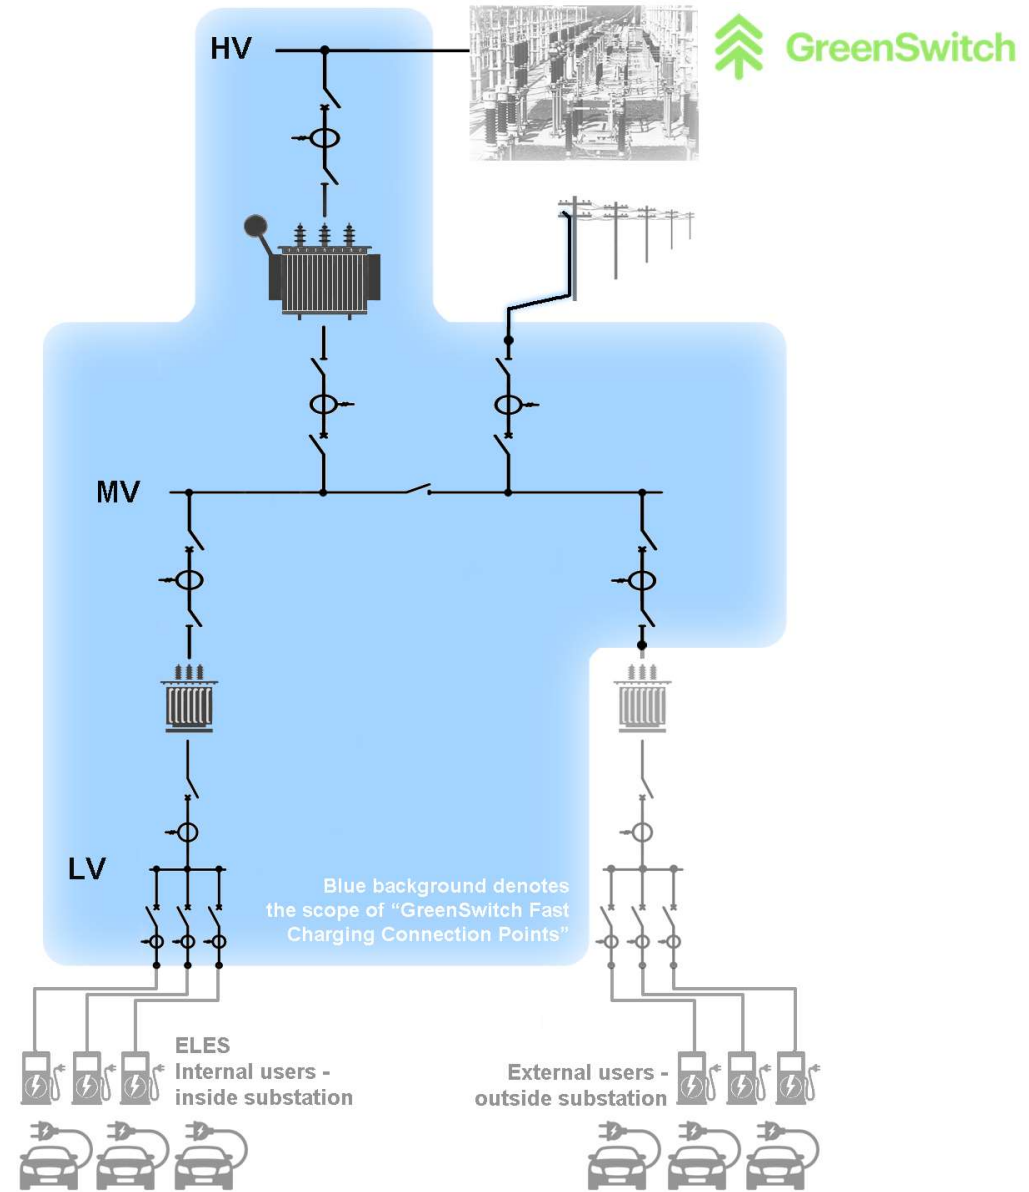 HV
GreenSwitch
MV
LV
Blue background denotes
the scope of “GreenSwitch Fast
Charging Connection Points”
ELES
Internal users -
inside substation
External users -
outside substation